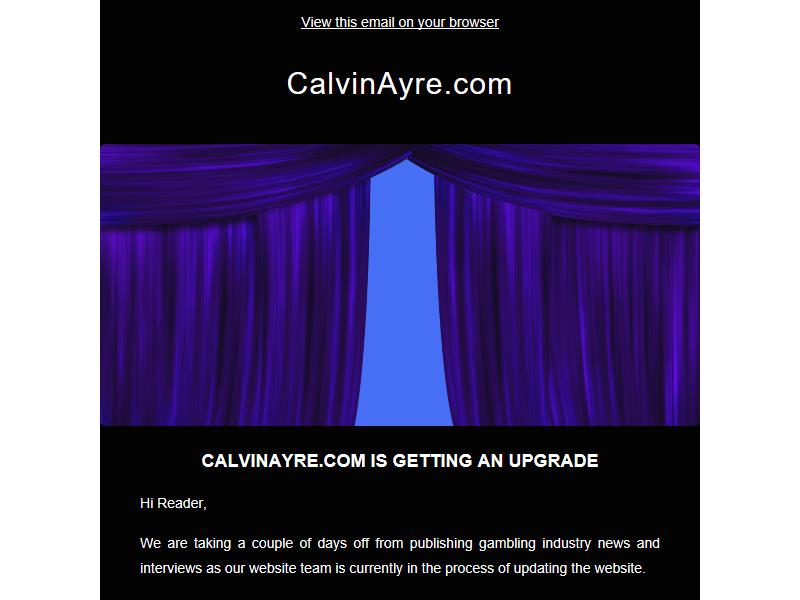 View this email on your browser
CalvinAyre.com
CALVINAYRE.COM IS GETTING AN UPGRADE
Hi Reader,
We are taking a couple of days off from publishing gambling industry news and
interviews as our website team is currently in the process of updating the website.